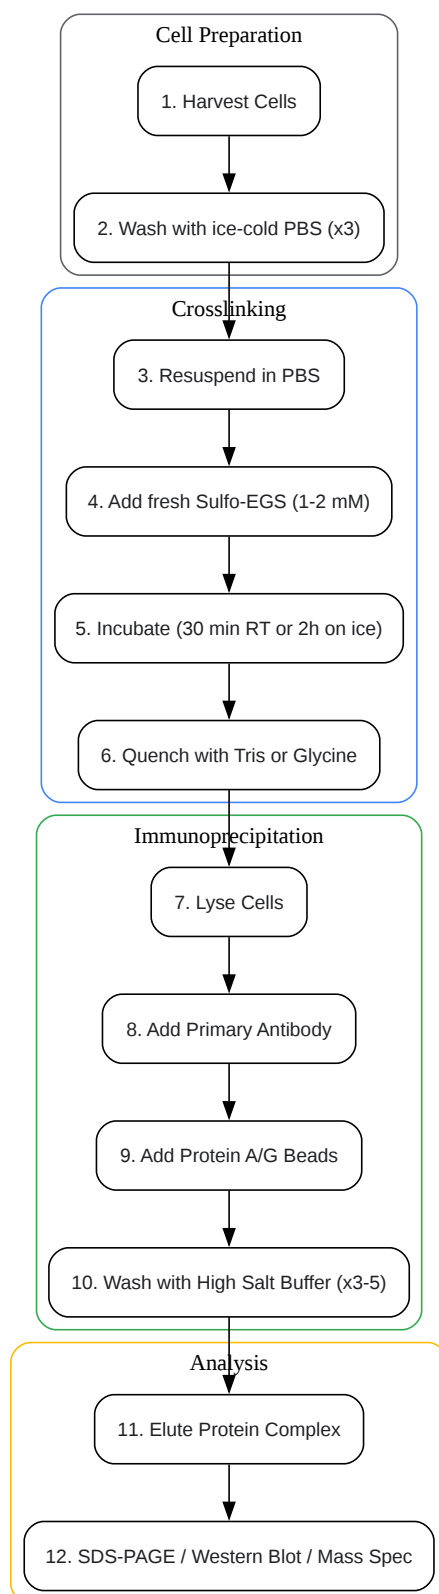 Cell Preparation
1. Harvest Cells
2. Wash with ice-cold PBS (x3)
Crosslinking
3. Resuspend in PBS
4. Add fresh Sulfo-EGS (1-2 mM)
5. Incubate (30 min RT or 2h on ice)
6. Quench with Tris or Glycine
Immunoprecipitation
7. Lyse Cells
8. Add Primary Antibody
9. Add Protein A/G Beads
10. Wash with High Salt Buffer (x3-5)
Analysis
11. Elute Protein Complex
12. SDS-PAGE / Western Blot / Mass Spec